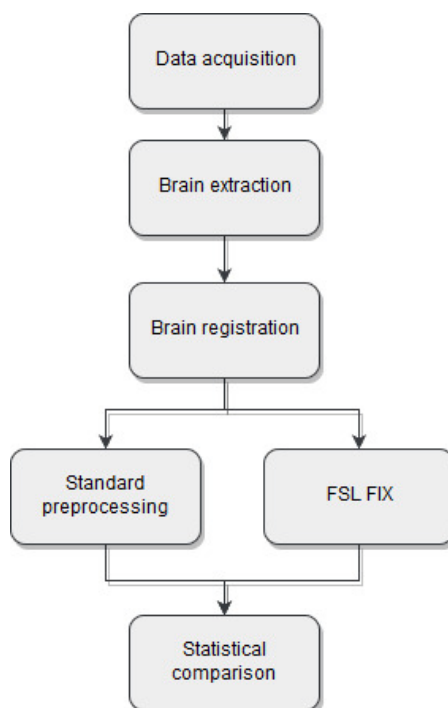 Data acquisition
Brain extraction
Brain registration
Standard
preprocessing
FSL FIX
Statistical
comparison